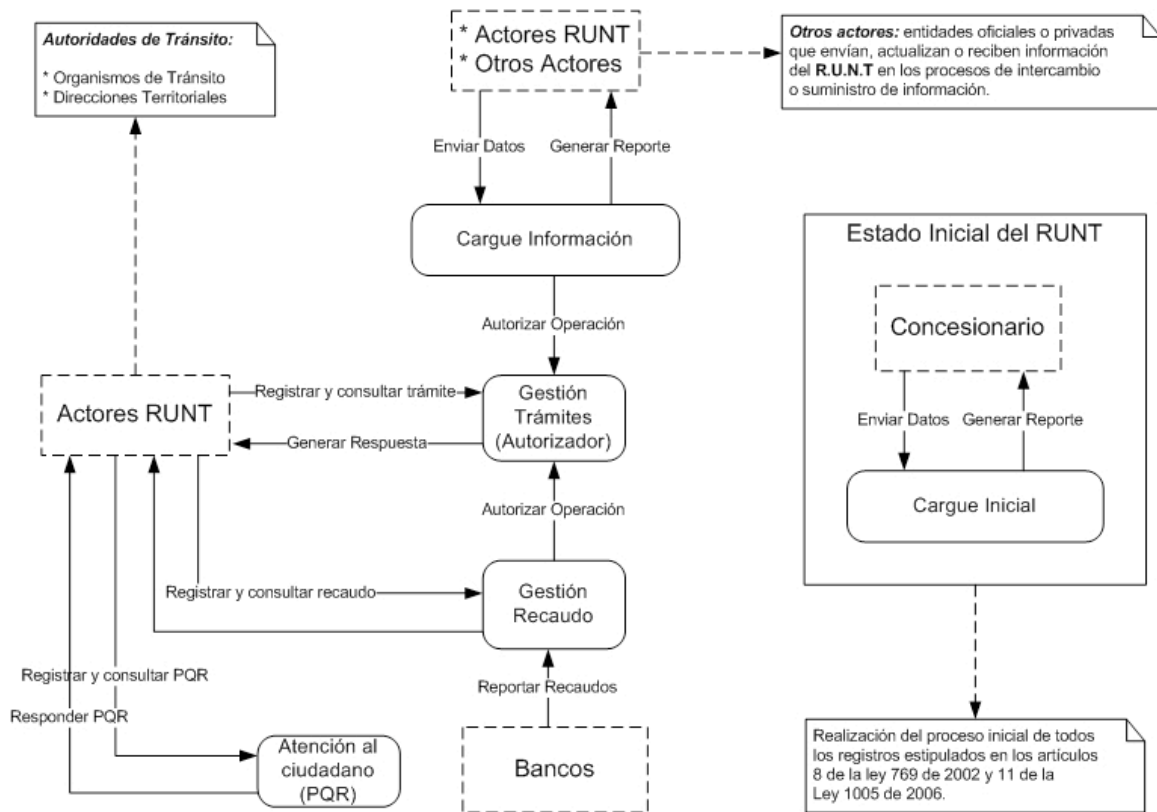 Autoridades de Tránsito:
* Organismos de Tránsito
* Direcciones Territoriales
* Actores RUNT
* Otros Actores
Otros actores: entidades oficiales o privadas
que envían, actualizan o reciben información
del R.U.N.T en los procesos de intercambio
o suministro de información.
Enviar Datos
Generar Reporte
Cargue Información
Autorizar Operación
Estado Inicial del RUNT
Concesionario
Enviar Datos
Generar Reporte
Cargue Inicial
Actores RUNT
Registrar y consultar trámite
Generar Respuesta
Gestión
Trámites
(Autorizador)
Autorizar Operación
Registrar y consultar recaudo
Gestión
Recaudo
Registrar y consultar PQR
Responder PQR
Reportar Recaudos
Atención al
ciudadano
(PQR)
Bancos
Realización del proceso inicial de todos
los registros estipulados en los artículos
8 de la ley 769 de 2002 y 11 de la
Ley 1005 de 2006.